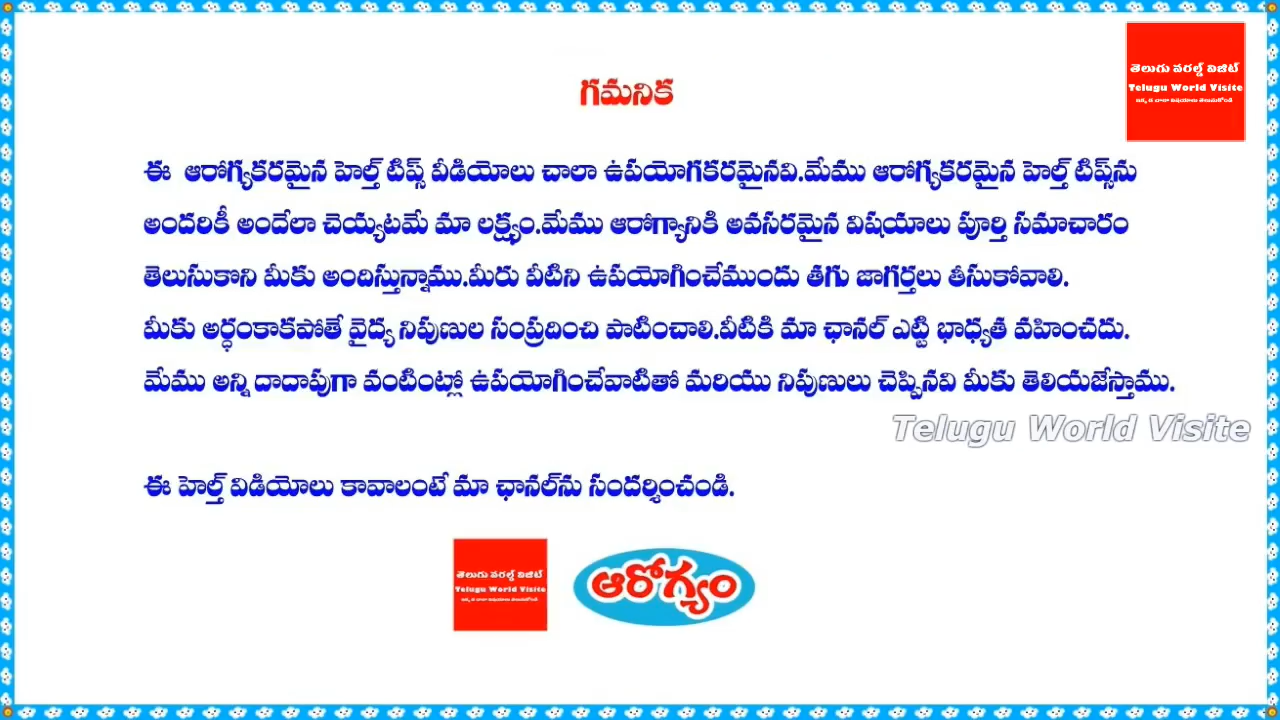 తెలుగు వరల్డ్ విజిట్
Telugu World Visite
గమనిక
ఈ ఆరోగ్యకరమైన హెల్త్ టిప్స్ వీడియోలు చాలా ఉపయోగకరమైనవి.మేము ఆరోగ్యకరమైన హెల్త్ టిప్స్‌ను
అందరికీ అందేలా చెయ్యటమే మా లక్ష్యం.మేము ఆరోగ్యానికి అవసరమైన విషయాలు పూర్తి సమాచారం
తెలుసుకొని మీకు అందిస్తున్నాము.మీరు వీటిని ఉపయోగించేముందు తగు జాగర్తలు తీసుకోవాలి.
మీకు అర్ధంకాకపోతే వైద్య నిపుణుల సంప్రదించి పాటించాలి.వీటికి మా ఛానల్ ఎట్టి భాధ్యత వహించదు.
మేము అన్ని దాదాపుగా వంటింట్లో ఉపయోగించేవాటితో మరియు నిపుణులు చెప్పినవి మీకు తెలియజేస్తాము.
Telugu World Visite
ఈ హెల్త్ విడియోలు కావాలంటే మా ఛానల్‌ను సందర్శించండి.
తెలుగు వరల్డ్ విజిట్
Telugu World Visite
ఆరోగ్యం